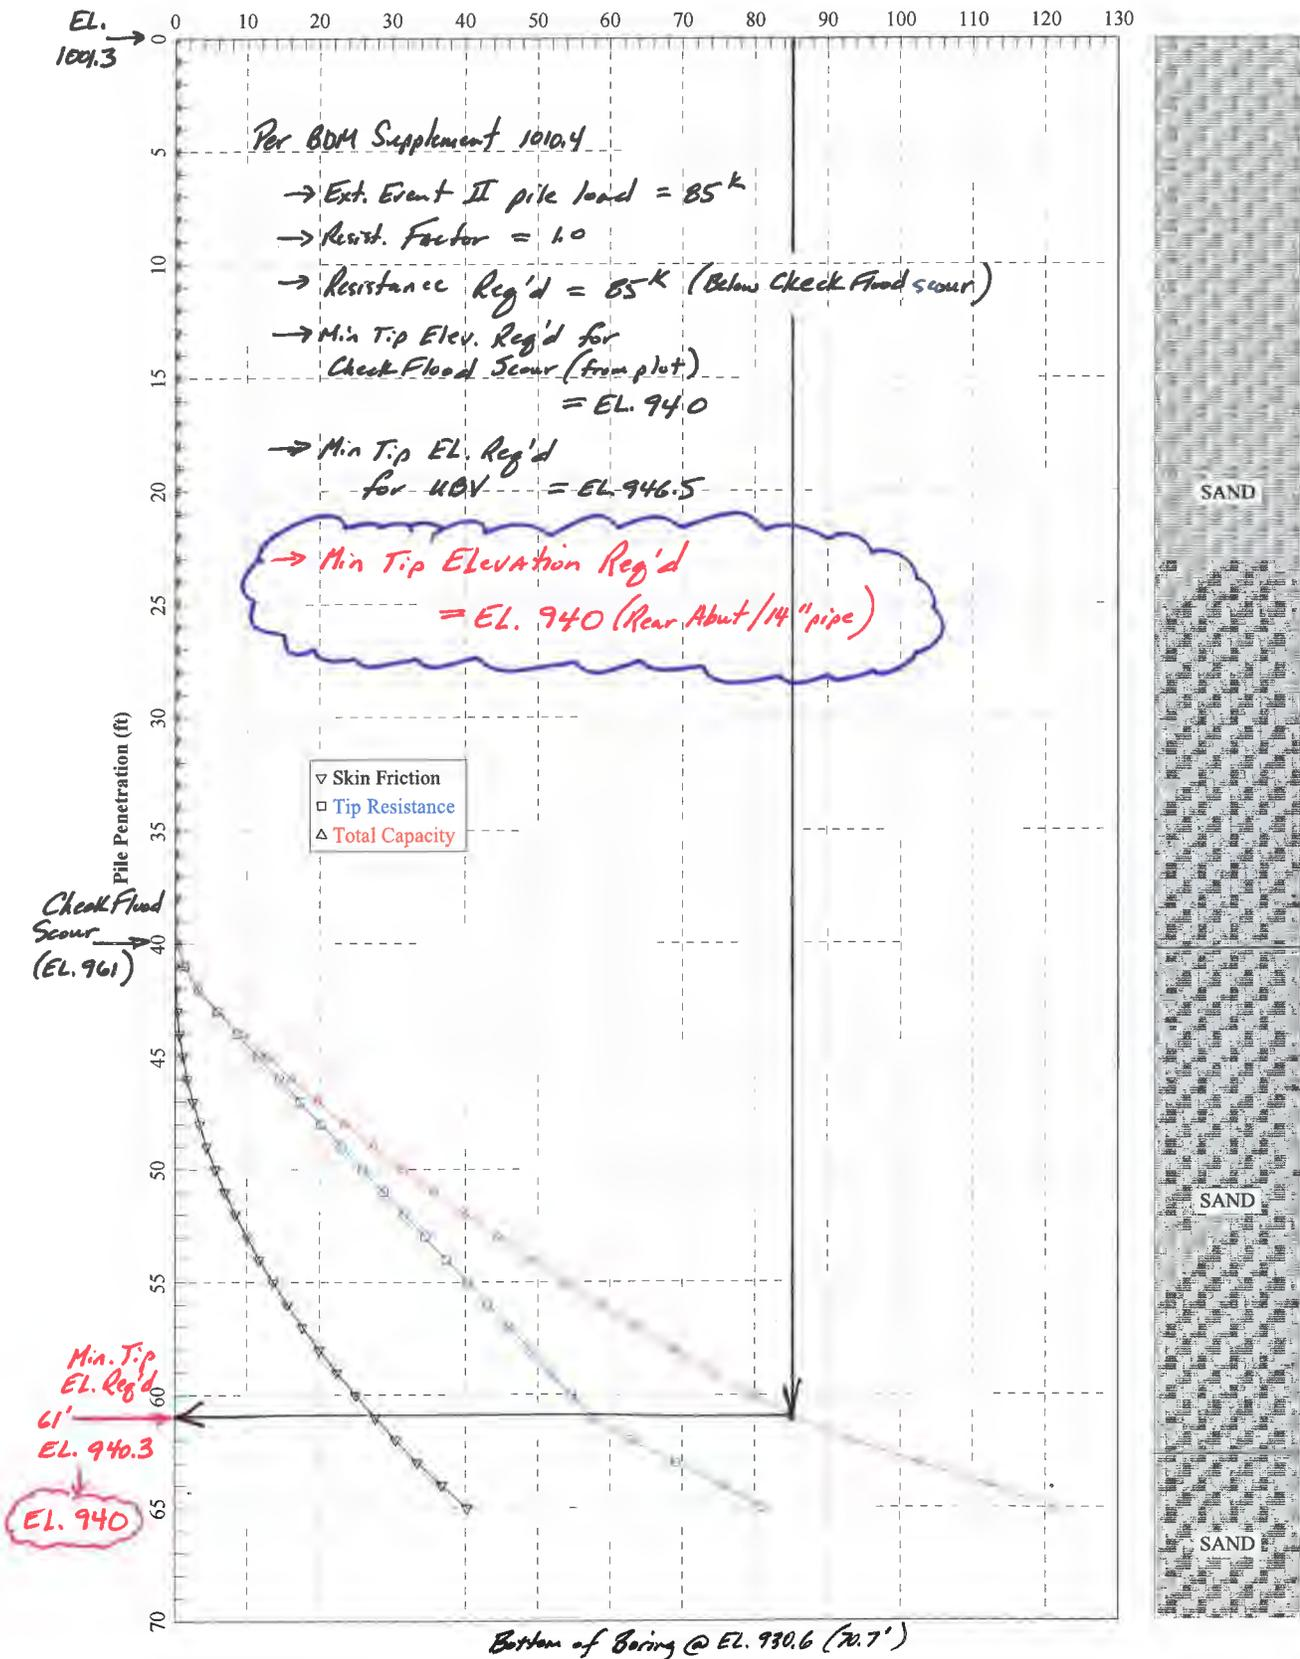 EL. 1001.3
0 10 20 30 40 50 60 70 80 90 100 110 120 130
0
Per BDM Supplement 1010.4
5
→ Ext. Event II pile load = 85ᵏ
→ Resist. Factor = 1.0
10
→ Resistance Req'd = 85ᴷ (Below Check Flood scour)
→ Min Tip Elev. Req'd for
Check Flood Scour (from plot)
15
= EL. 940
→ Min Tip EL. Req'd
for UBV = EL. 946.5
20
SAND
→ Min Tip Elevation Req'd
25
= EL. 940 (Rear Abut/14" pipe)
30
Pile Penetration (ft)
▽ Skin Friction
□ Tip Resistance
△ Total Capacity
35
Check Flood
Scour
(EL. 961)
40
45
50
SAND
55
Min. Tip
EL. Req'd
60
61'
EL. 940.3
EL. 940
65
SAND
70
Bottom of Boring @ EL. 930.6 (70.7')